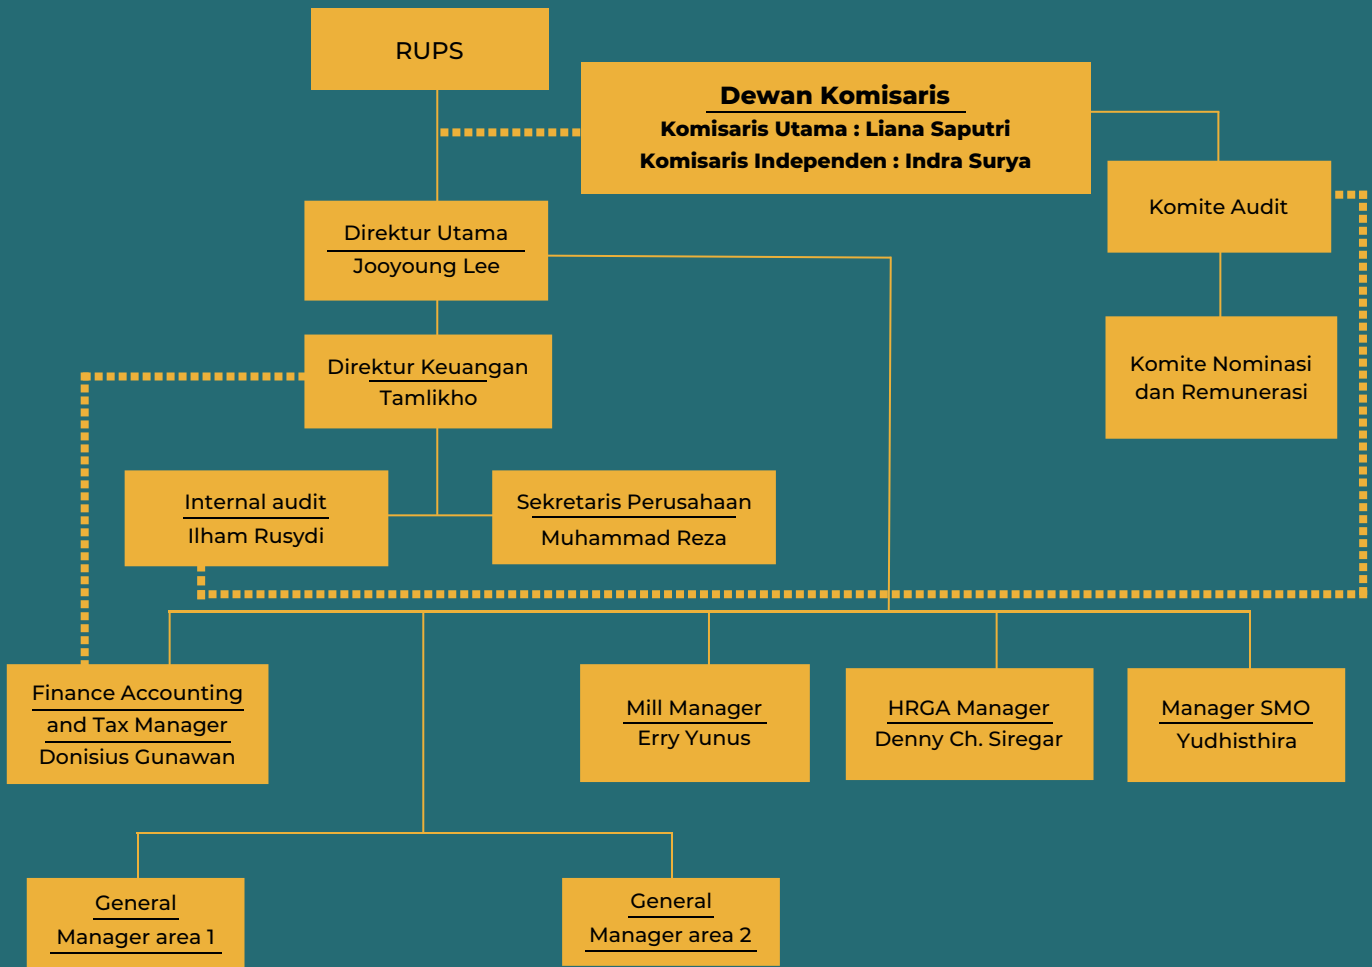 RUPS
Dewan Komisaris
Komisaris Utama : Liana Saputri
Komisaris Independen : Indra Surya
Komite Audit
Direktur Utama
Jooyoung Lee
Komite Nominasi
dan Remunerasi
Direktur Keuangan
Tamlikho
Internal audit
Ilham Rusydi
Sekretaris Perusahaan
Muhammad Reza
Finance Accounting
and Tax Manager
Donisius Gunawan
Mill Manager
Erry Yunus
HRGA Manager
Denny Ch. Siregar
Manager SMO
Yudhisthira
General
Manager area 1
General
Manager area 2